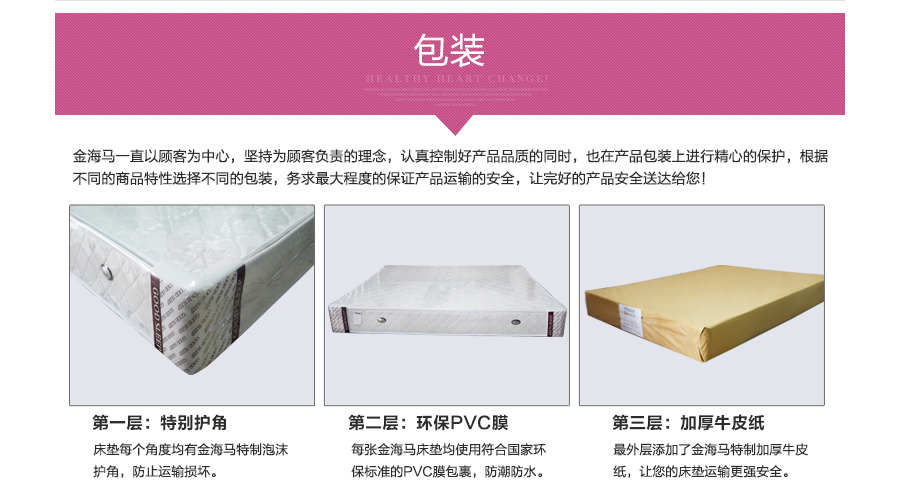 包装
HEALTHY HEART CHANGE!
金海马一直以顾客为中心，坚持为顾客负责的理念，认真控制好产品品质的同时，也在产品包装上进行精心的保护，根据
不同的商品特性选择不同的包装，务求最大程度的保证产品运输的安全，让完好的产品安全送达给您！
GOOD SLEE
第一层：特别护角
床垫每个角度均有金海马特制泡沫
护角，防止运输损坏。
第二层：环保PVC膜
每张金海马床垫均使用符合国家环
保标准的PVC膜包裹，防潮防水。
第三层：加厚牛皮纸
最外层添加了金海马特制加厚牛皮
纸，让您的床垫运输更强安全。